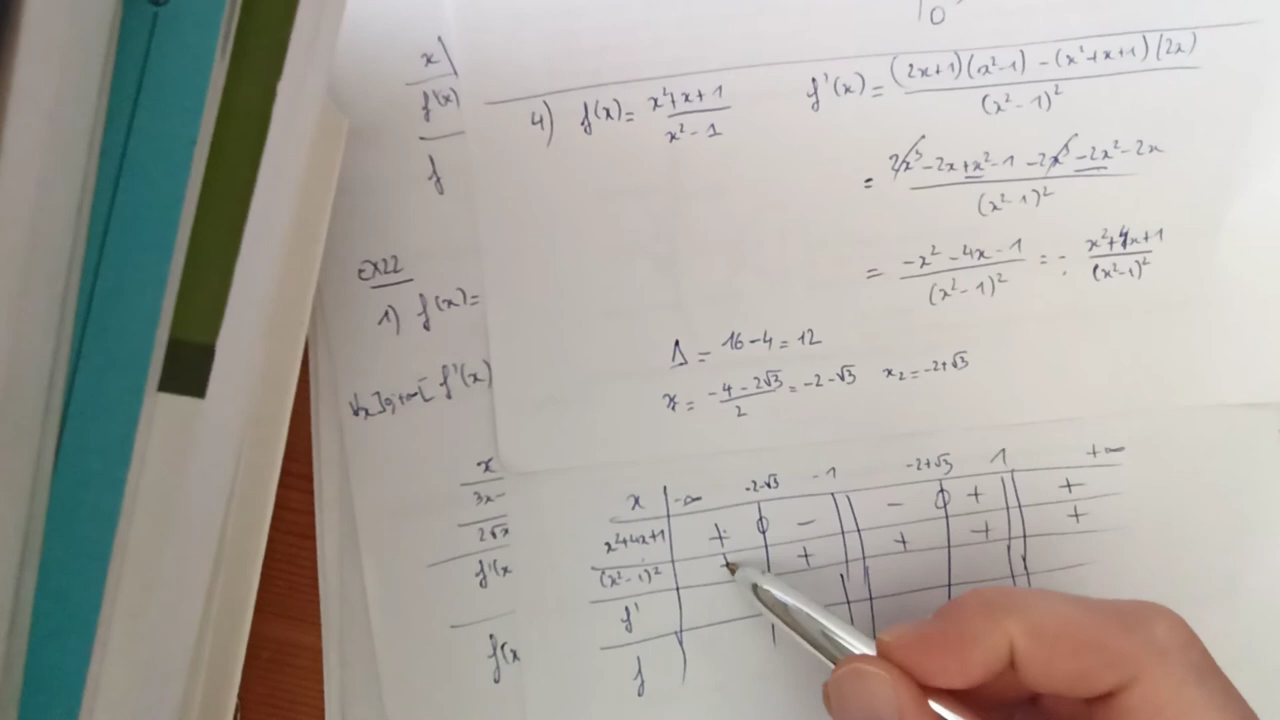 10
x
f'(x)
f
4) f(x)= (x²+x+1)/(x²-1) f'(x) = ((2x+1)(x²-1) - (x²+x+1)(2x))/(x²-1)²
= (2x³-2x+x²-1-2x³-2x²-2x)/(x²-1)²
= (-x²-4x-1)/(x²-1)² = - (x²+4x+1)/(x²-1)²
EX22
1) f(x)=
Δ = 16-4 = 12
x = (-4-2√3)/2 = -2-√3 x₂ = -2+√3
∀x]0;+∞[ f'(x)
x
3x-
2√x
f'(x
f(x
x -∞ -2-√3 -1 -2+√3 1 +∞
x²+4x+1 + 0 - - 0 + +
(x²-1)² + + + + +
f'
f